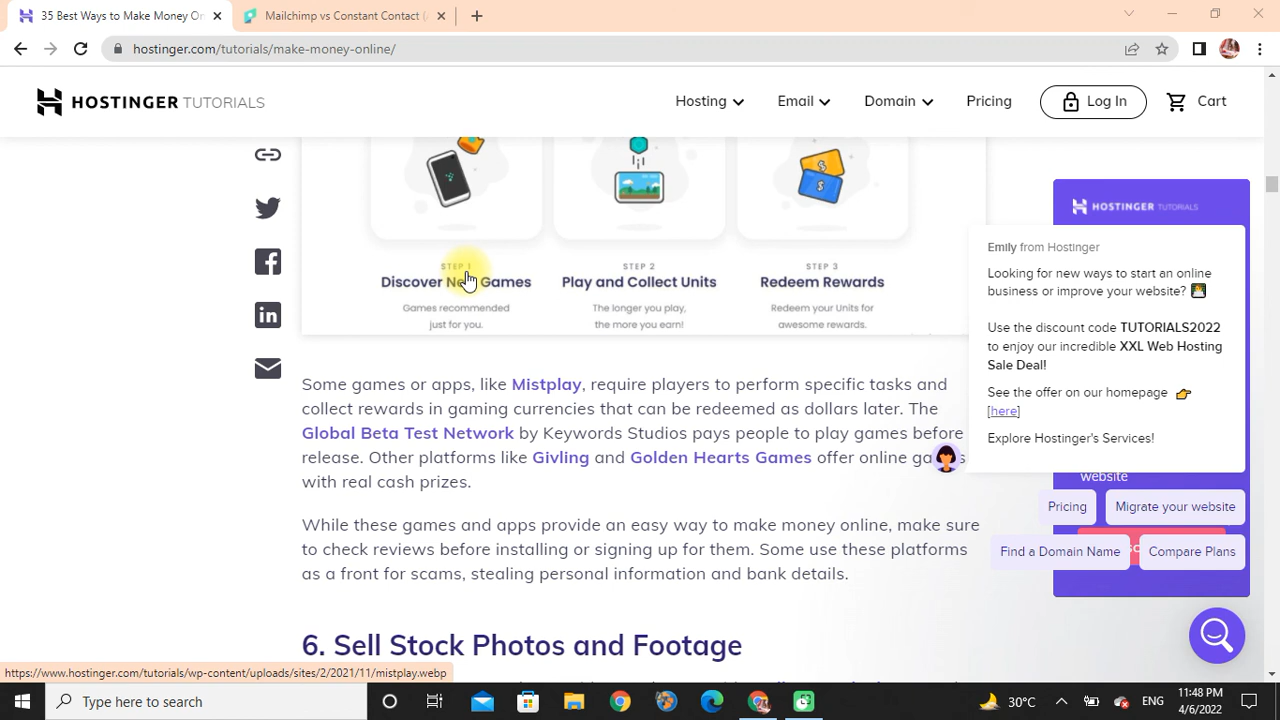 35 Best Ways to Make Money On
Mailchimp vs Constant Contact (
hostinger.com/tutorials/make-money-online/
HOSTINGER TUTORIALS
Hosting
Email
Domain
Pricing
Log In
Cart
STEP 1
Discover New Games
Games recommended
just for you.
STEP 2
Play and Collect Units
The longer you play,
the more you earn!
STEP 3
Redeem Rewards
Redeem your Units for
awesome rewards.
Some games or apps, like Mistplay, require players to perform specific tasks and
collect rewards in gaming currencies that can be redeemed as dollars later. The
Global Beta Test Network by Keywords Studios pays people to play games before
release. Other platforms like Givling and Golden Hearts Games offer online ga
with real cash prizes.
While these games and apps provide an easy way to make money online, make sure
to check reviews before installing or signing up for them. Some use these platforms
as a front for scams, stealing personal information and bank details.
6. Sell Stock Photos and Footage
HOSTINGER TUTORIALS
Emily from Hostinger
Looking for new ways to start an online
business or improve your website?
Use the discount code TUTORIALS2022
to enjoy our incredible XXL Web Hosting
Sale Deal!
See the offer on our homepage
[here]
Explore Hostinger's Services!
website
Pricing
Migrate your website
Find a Domain Name
Compare Plans
https://www.hostinger.com/tutorials/wp-content/uploads/sites/2/2021/11/mistplay.webp
Type here to search
30°C
ENG
11:48 PM
4/6/2022